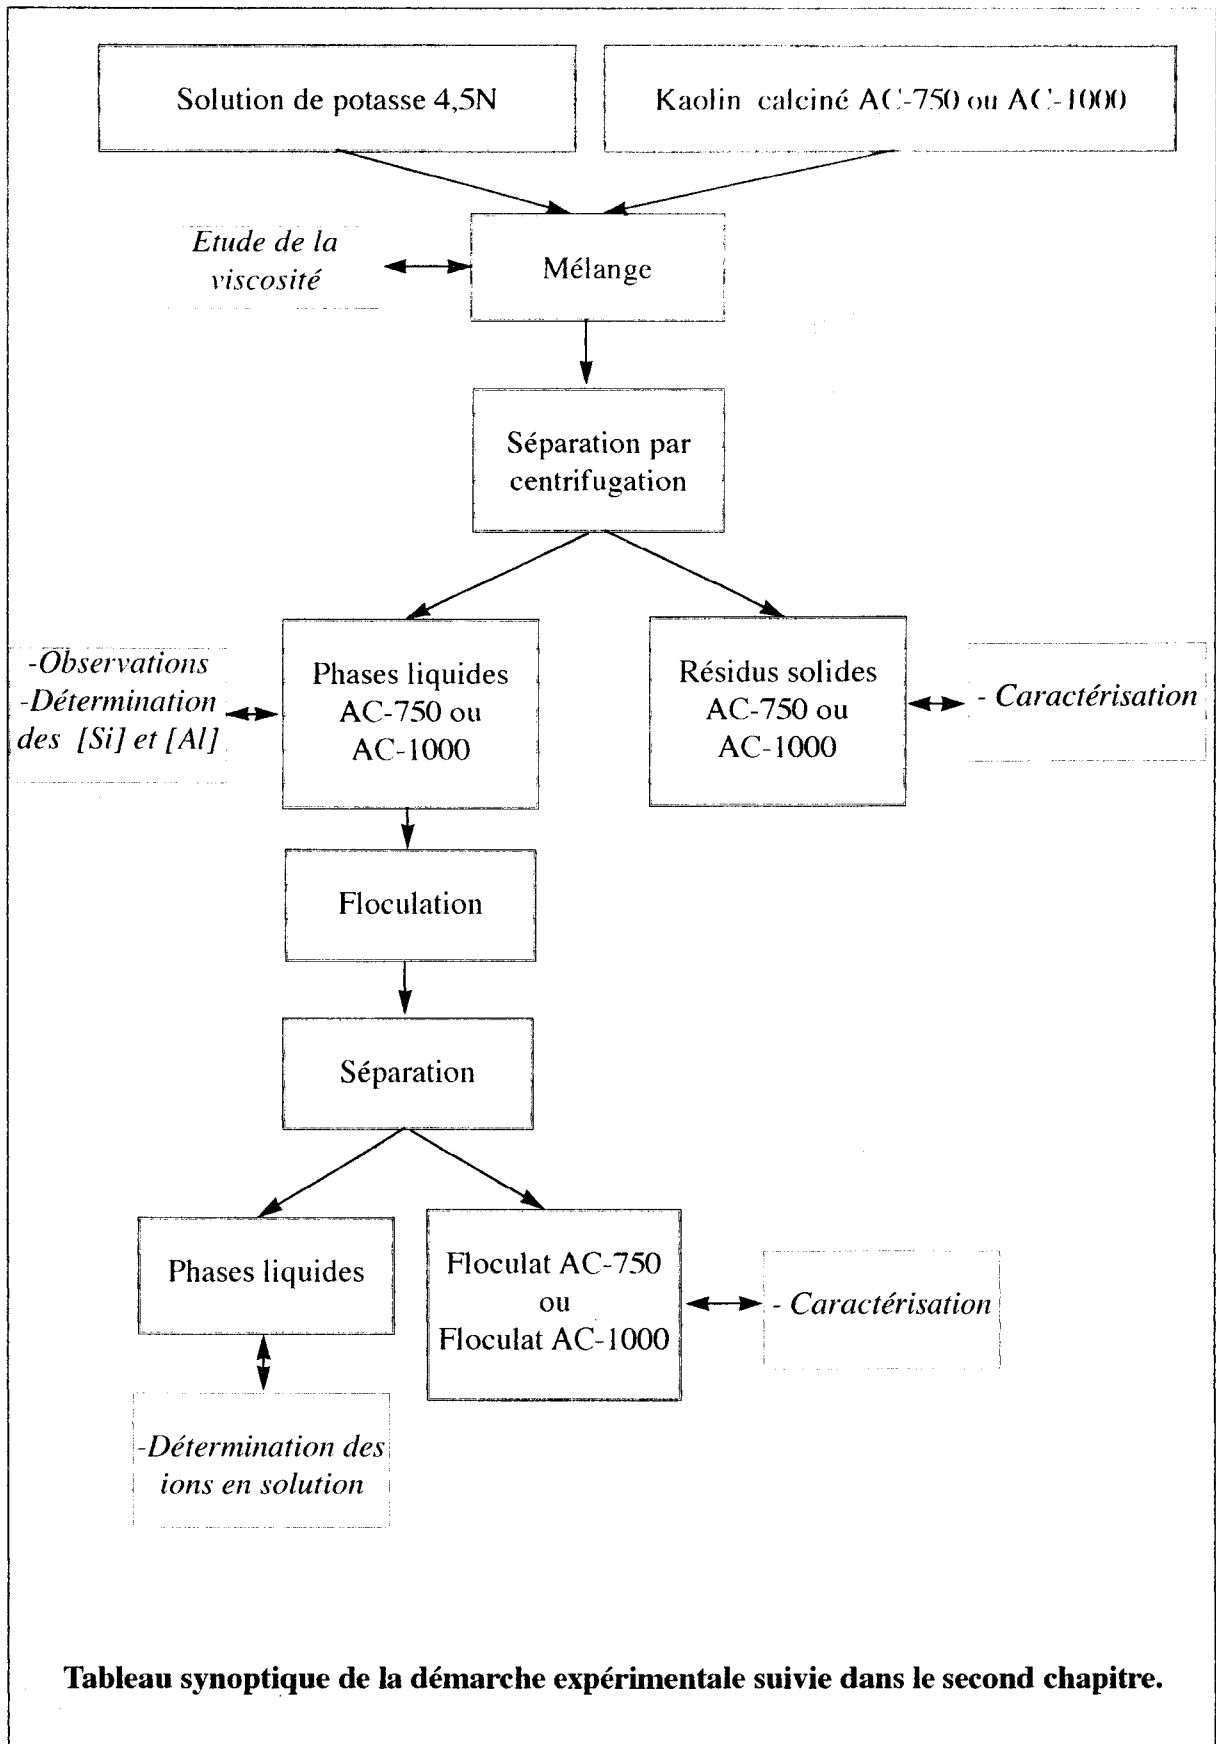 Solution de potasse 4,5N
Kaolin calciné AC-750 ou AC-1000
Etude de la
viscosité
Mélange
Séparation par
centrifugation
-Observations
-Détermination
des [Si] et [Al]
Phases liquides
AC-750 ou
AC-1000
Résidus solides
AC-750 ou
AC-1000
- Caractérisation
Floculation
Séparation
Phases liquides
Floculat AC-750
ou
Floculat AC-1000
- Caractérisation
-Détermination des
ions en solution
Tableau synoptique de la démarche expérimentale suivie dans le second chapitre.